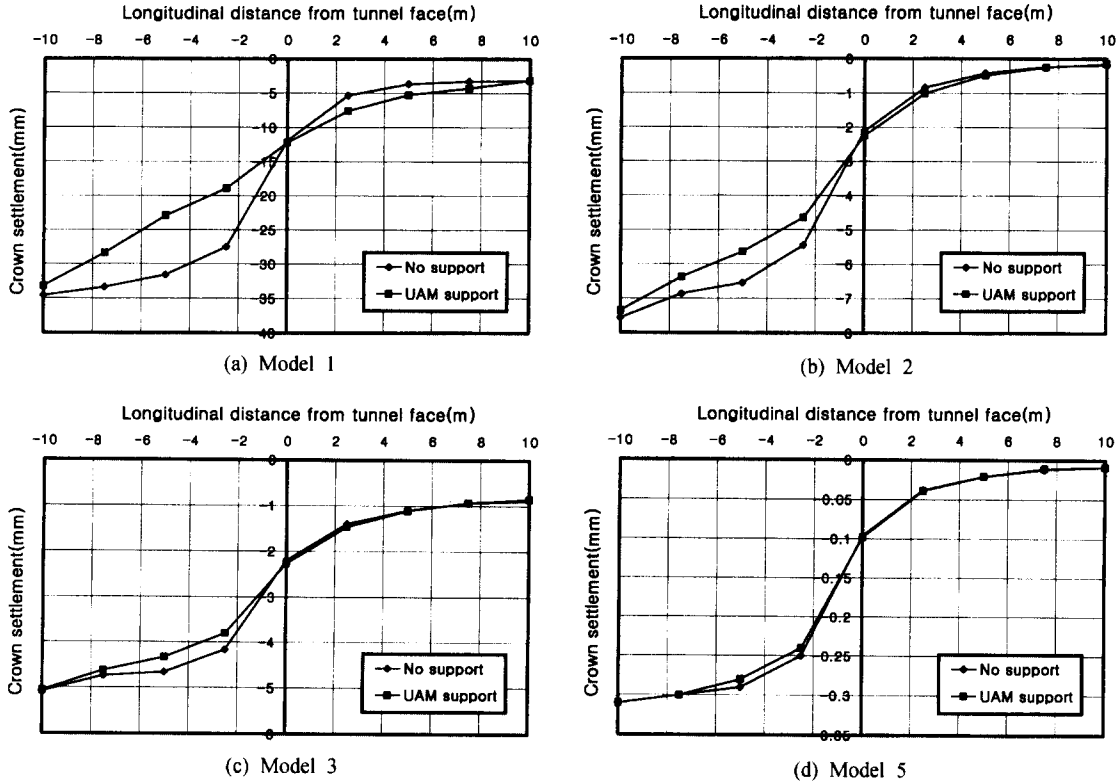 Longitudinal distance from tunnel face(m)
-10 -8 -6 -4 -2 0 2 4 6 8 10
Crown settlement(mm)
0
-5
-10
-15
-20
-25
-30
-35
-40
No support
UAM support
(a) Model 1
Longitudinal distance from tunnel face(m)
-10 -8 -6 -4 -2 0 2 4 6 8 10
Crown settlement(mm)
0
-1
-2
-3
-4
-5
-6
-7
-8
No support
UAM support
(b) Model 2
Longitudinal distance from tunnel face(m)
-10 -8 -6 -4 -2 0 2 4 6 8 10
Crown settlement(mm)
0
-1
-2
-3
-4
-5
-6
No support
UAM support
(c) Model 3
Longitudinal distance from tunnel face(m)
-10 -8 -6 -4 -2 0 2 4 6 8 10
Crown settlement(mm)
0
-0.05
-0.1
-0.15
-0.2
-0.25
-0.3
-0.35
No support
UAM support
(d) Model 5